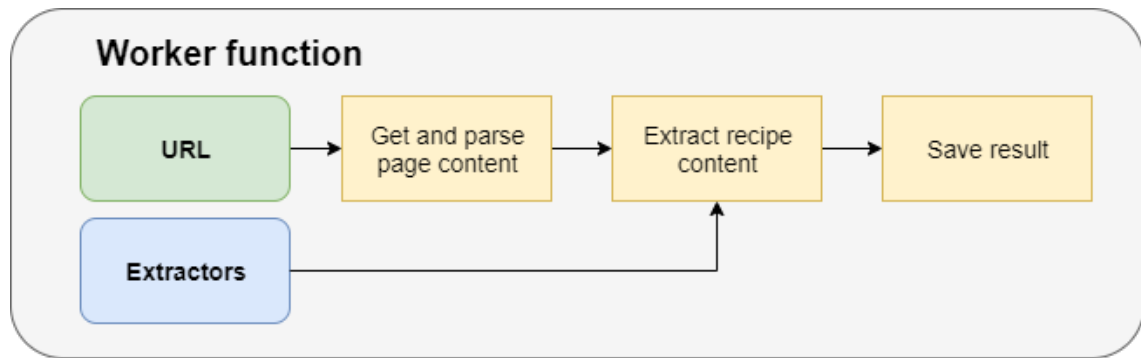 Worker function
URL
Get and parse
page content
Extract recipe
content
Save result
Extractors